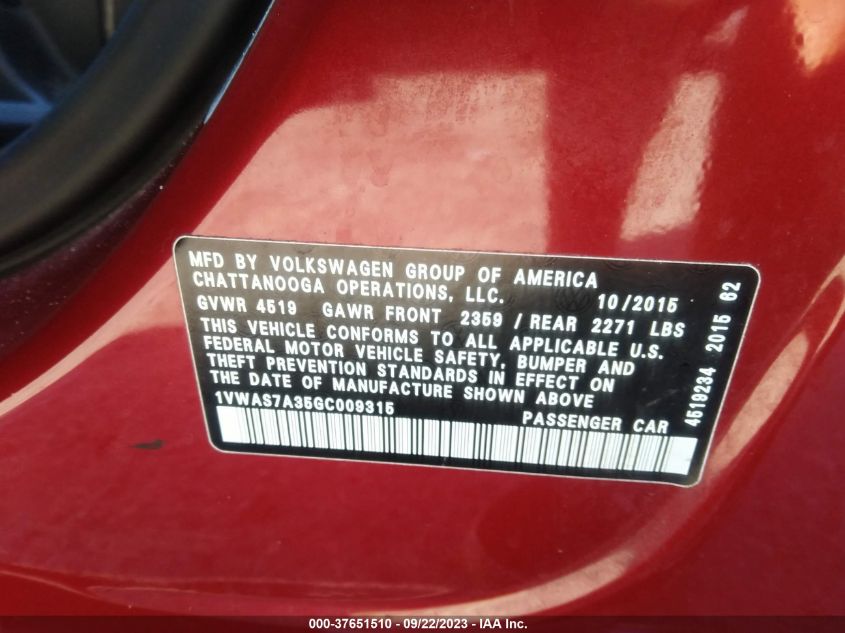 MFD BY VOLKSWAGEN GROUP OF AMERICA
CHATTANOOGA OPERATIONS, LLC. 10/2015
GVWR 4519 GAWR FRONT 2359 / REAR 2271 LBS
THIS VEHICLE CONFORMS TO ALL APPLICABLE U.S.
FEDERAL MOTOR VEHICLE SAFETY, BUMPER AND
THEFT PREVENTION STANDARDS IN EFFECT ON
THE DATE OF MANUFACTURE SHOWN ABOVE
1VWAS7A35GC009315 PASSENGER CAR
4519234 2015 62
000-37651510 - 09/22/2023 - IAA Inc.